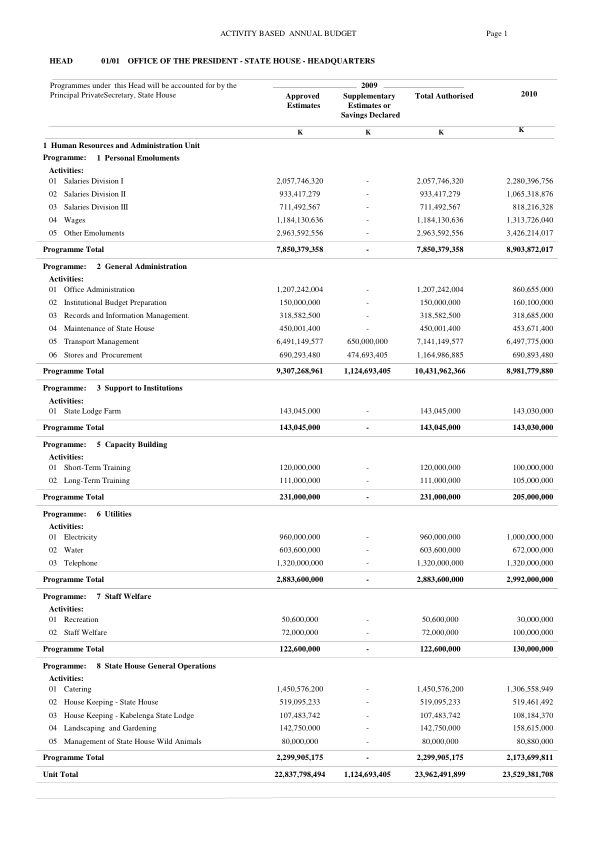 ACTIVITY BASED ANNUAL BUDGET Page 1
HEAD 01/01 OFFICE OF THE PRESIDENT - STATE HOUSE - HEADQUARTERS
Programmes under this Head will be accounted for by the
Principal PrivateSecretary, State House
2009
Approved Estimates Supplementary Estimates or Savings Declared Total Authorised 2010
K K K K
1 Human Resources and Administration Unit
Programme: 1 Personal Emoluments
Activities:
01 Salaries Division I 2,057,746,320 - 2,057,746,320 2,280,396,756
02 Salaries Division II 933,417,279 - 933,417,279 1,065,318,876
03 Salaries Division III 711,492,567 - 711,492,567 818,216,328
04 Wages 1,184,130,636 - 1,184,130,636 1,313,726,040
05 Other Emoluments 2,963,592,556 - 2,963,592,556 3,426,214,017
Programme Total 7,850,379,358 - 7,850,379,358 8,903,872,017
Programme: 2 General Administration
Activities:
01 Office Administration 1,207,242,004 - 1,207,242,004 860,655,000
02 Institutional Budget Preparation 150,000,000 - 150,000,000 160,100,000
03 Records and Information Management. 318,582,500 - 318,582,500 318,685,000
04 Maintenance of State House 450,001,400 - 450,001,400 453,671,400
05 Transport Management 6,491,149,577 650,000,000 7,141,149,577 6,497,775,000
06 Stores and Procurement 690,293,480 474,693,405 1,164,986,885 690,893,480
Programme Total 9,307,268,961 1,124,693,405 10,431,962,366 8,981,779,880
Programme: 3 Support to Institutions
Activities:
01 State Lodge Farm 143,045,000 - 143,045,000 143,030,000
Programme Total 143,045,000 - 143,045,000 143,030,000
Programme: 5 Capacity Building
Activities:
01 Short-Term Training 120,000,000 - 120,000,000 100,000,000
02 Long-Term Training 111,000,000 - 111,000,000 105,000,000
Programme Total 231,000,000 - 231,000,000 205,000,000
Programme: 6 Utilities
Activities:
01 Electricity 960,000,000 - 960,000,000 1,000,000,000
02 Water 603,600,000 - 603,600,000 672,000,000
03 Telephone 1,320,000,000 - 1,320,000,000 1,320,000,000
Programme Total 2,883,600,000 - 2,883,600,000 2,992,000,000
Programme: 7 Staff Welfare
Activities:
01 Recreation 50,600,000 - 50,600,000 30,000,000
02 Staff Welfare 72,000,000 - 72,000,000 100,000,000
Programme Total 122,600,000 - 122,600,000 130,000,000
Programme: 8 State House General Operations
Activities:
01 Catering 1,450,576,200 - 1,450,576,200 1,306,558,949
02 House Keeping - State House 519,095,233 - 519,095,233 519,461,492
03 House Keeping - Kabelenga State Lodge 107,483,742 - 107,483,742 108,184,370
04 Landscaping and Gardening 142,750,000 - 142,750,000 158,615,000
05 Management of State House Wild Animals 80,000,000 - 80,000,000 80,880,000
Programme Total 2,299,905,175 - 2,299,905,175 2,173,699,811
Unit Total 22,837,798,494 1,124,693,405 23,962,491,899 23,529,381,708